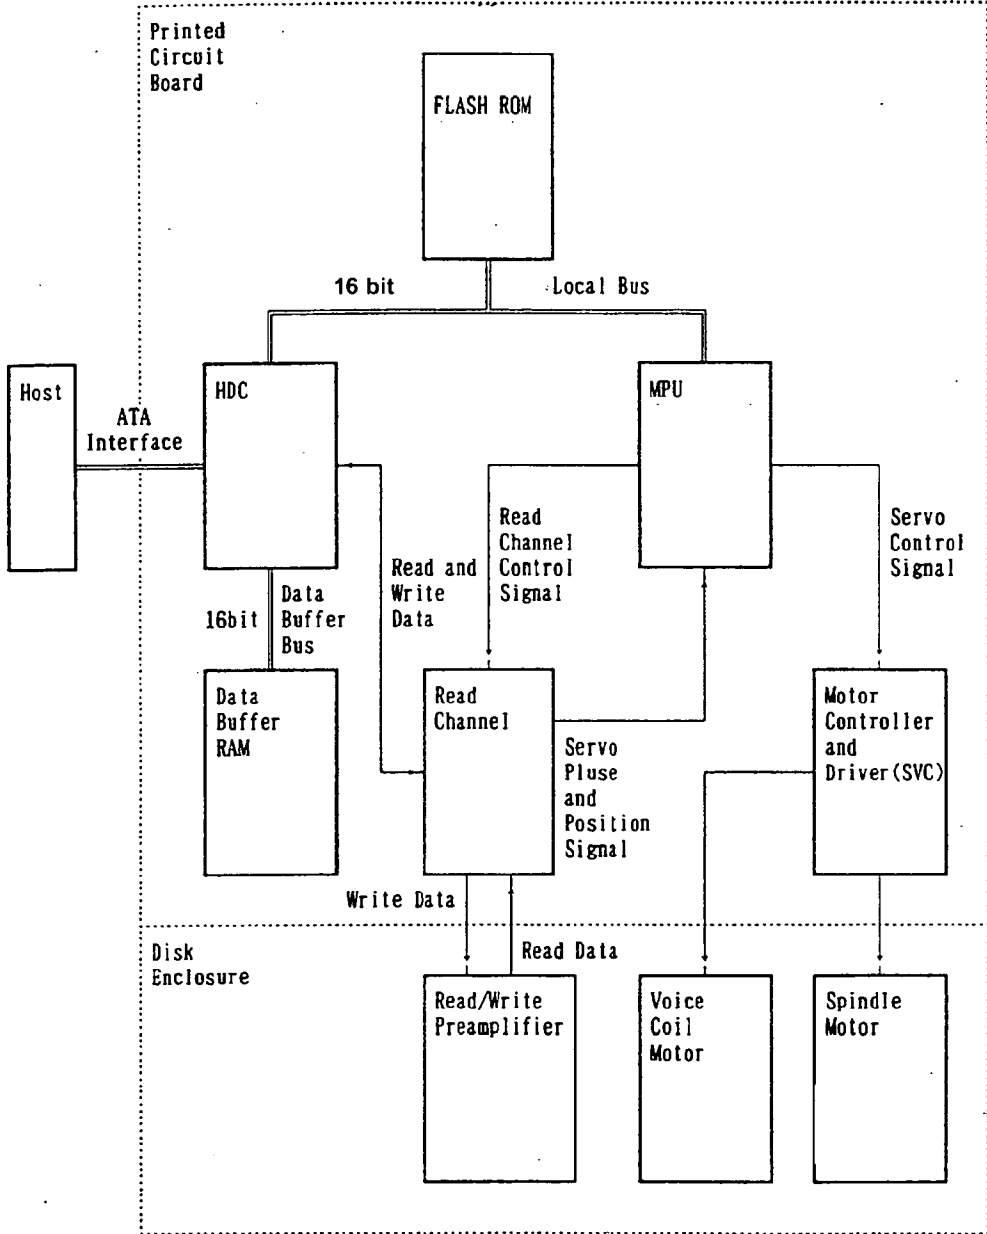 Printed
Circuit
Board
FLASH ROM
16 bit
Local Bus
Host
ATA
Interface
HDC
MPU
Read
Channel
Control
Signal
Servo
Control
Signal
Read and
Write
Data
16bit
Data
Buffer
Bus
Data
Buffer
RAM
Read
Channel
Servo
Pluse
and
Position
Signal
Motor
Controller
and
Driver(SVC)
Write Data
Read Data
Disk
Enclosure
Read/Write
Preamplifier
Voice
Coil
Motor
Spindle
Motor